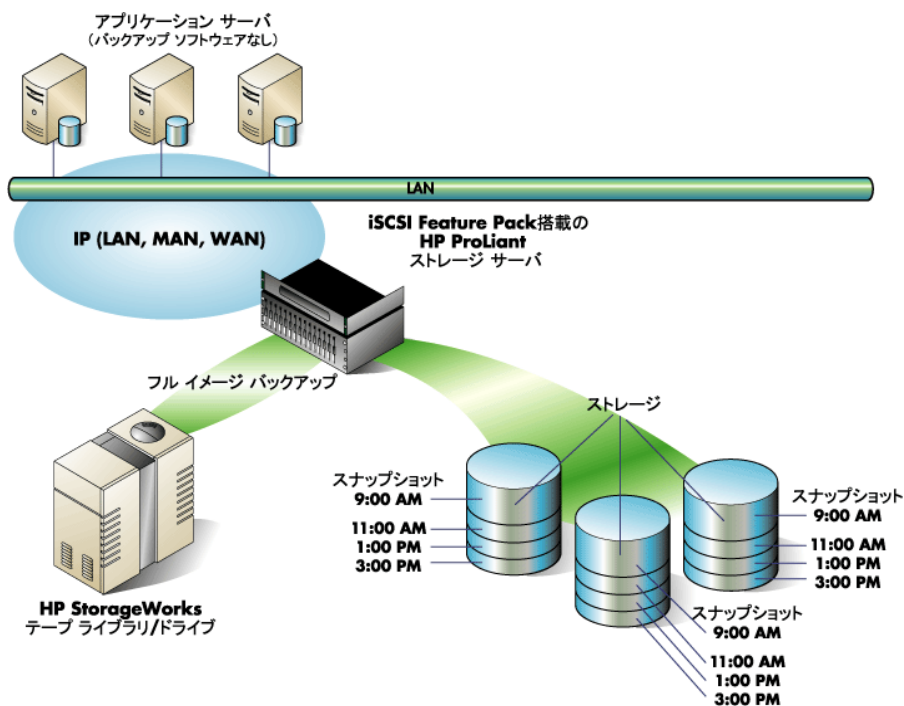 アプリケーション サーバ
(バックアップ ソフトウェアなし)
LAN
IP (LAN, MAN, WAN)
iSCSI Feature Pack搭載の
HP ProLiant
ストレージ サーバ
フル イメージ バックアップ
ストレージ
スナップショット
9:00 AM
11:00 AM
1:00 PM
3:00 PM
スナップショット
9:00 AM
11:00 AM
1:00 PM
3:00 PM
HP StorageWorks
テープ ライブラリ/ドライブ
スナップショット
9:00 AM
11:00 AM
1:00 PM
3:00 PM